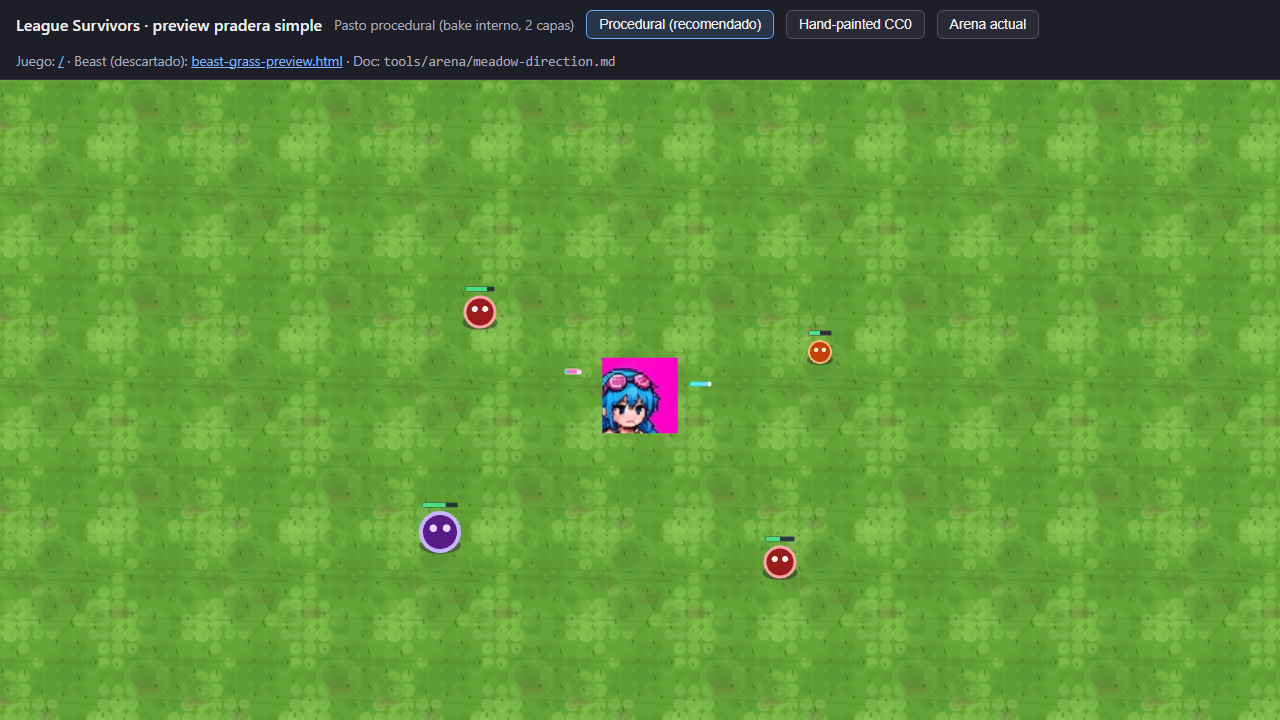 League Survivors · preview pradera simple Pasto procedural (bake interno, 2 capas) Procedural (recomendado) Hand-painted CC0 Arena actual
Juego: / · Beast (descartado): beast-grass-preview.html · Doc: tools/arena/meadow-direction.md